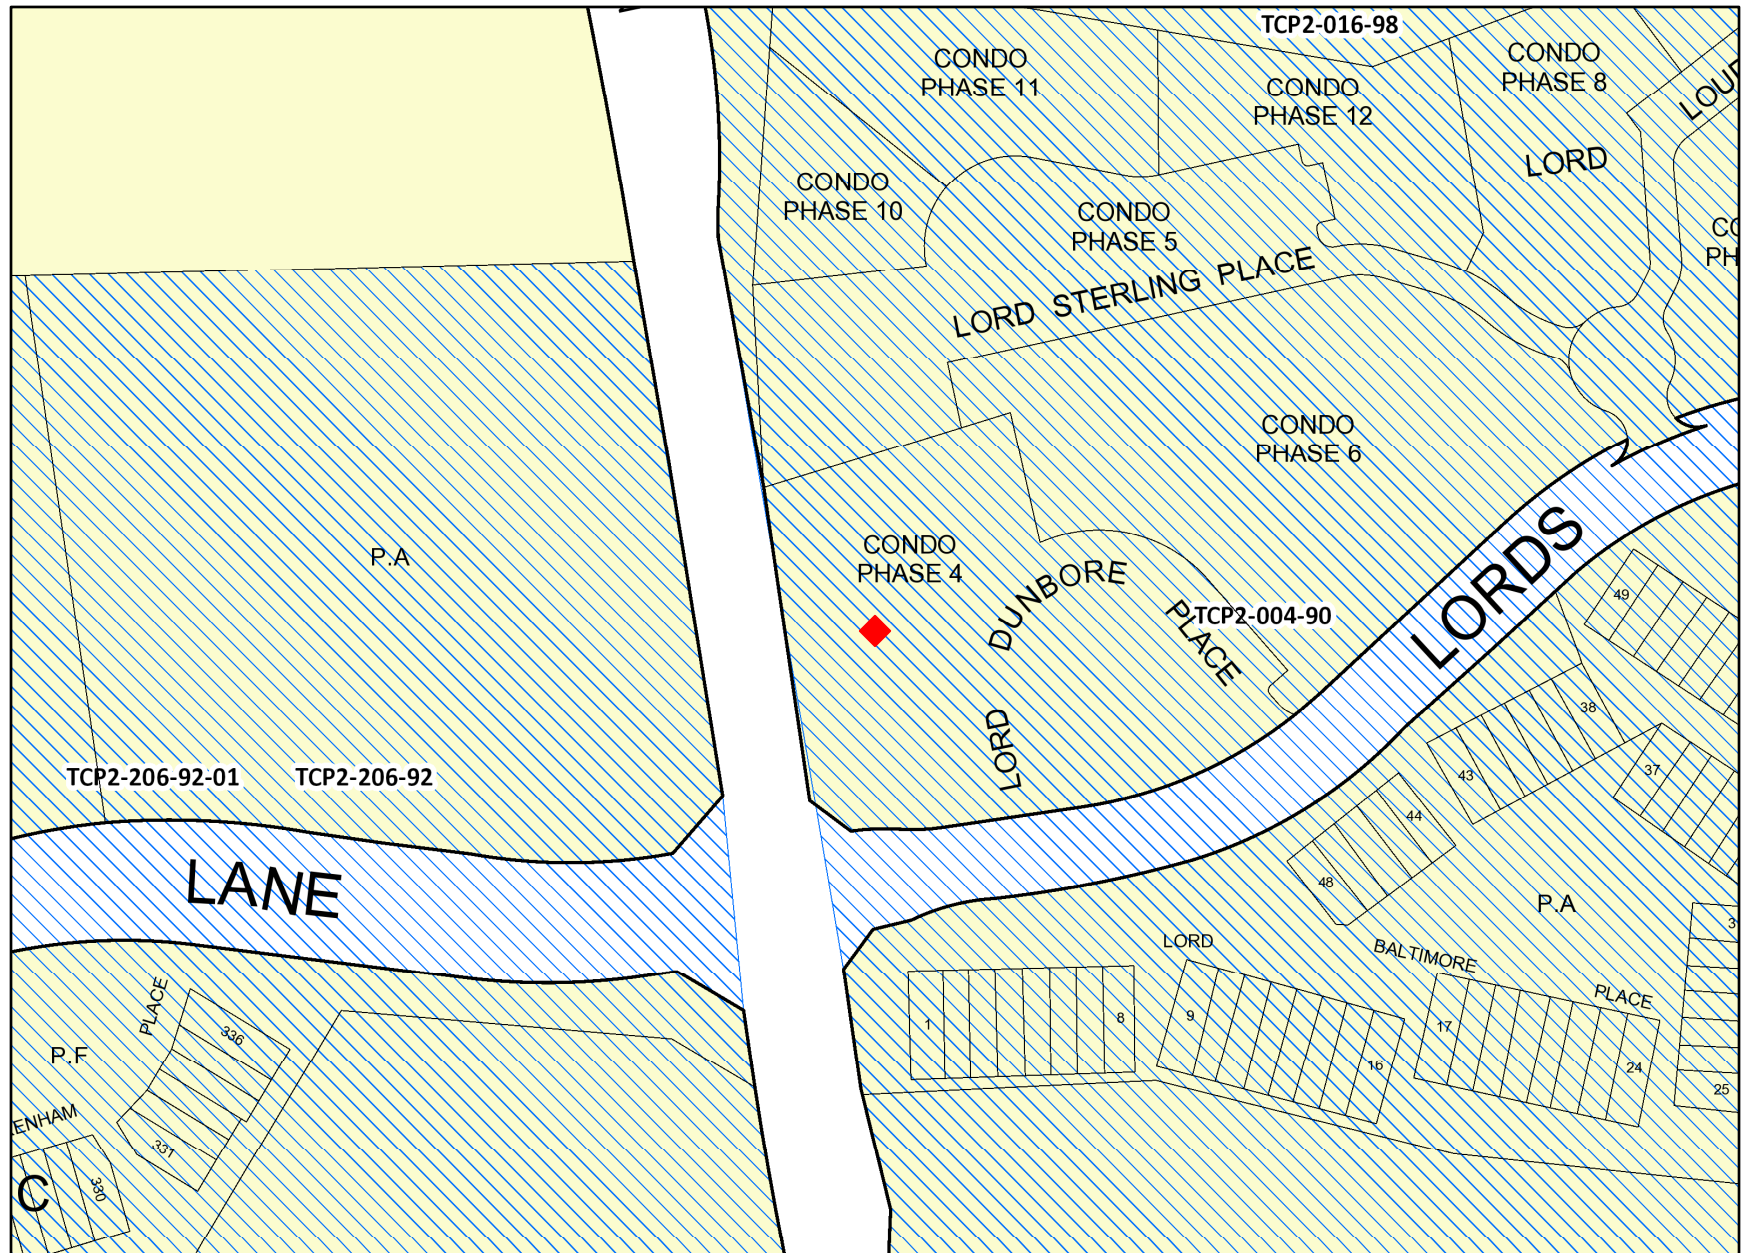 TCP2-016-98
CONDO
PHASE 11
CONDO
PHASE 12
CONDO
PHASE 8
LORD
CONDO
PHASE 10
CONDO
PHASE 5
LORD STERLING PLACE
CONDO
PHASE 6
P.A
CONDO
PHASE 4
DUNBORE
PLACE
TCP2-004-90
LORD
LORDS
49
38
43
37
44
48
TCP2-206-92-01
TCP2-206-92
LANE
P.A
LORD
BALTIMORE
PLACE
1
8
9
16
17
24
25
PLACE
336
P.F
331
330
C